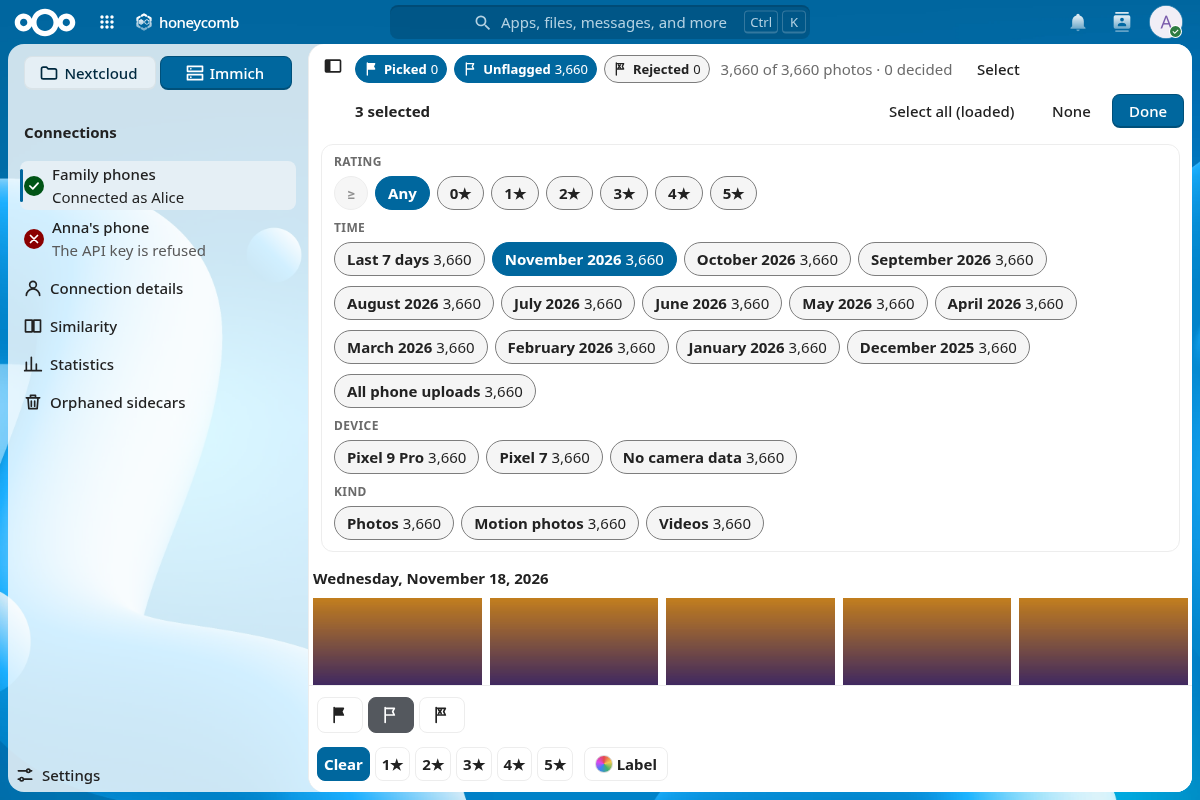 honeycomb
Apps, files, messages, and more Ctrl K
A
Nextcloud Immich
Connections
Family phones
Connected as Alice
Anna's phone
The API key is refused
Connection details
Similarity
Statistics
Orphaned sidecars
Settings
Picked 0 Unflagged 3,660 Rejected 0 3,660 of 3,660 photos · 0 decided Select
3 selected Select all (loaded) None Done
RATING
≥ Any 0★ 1★ 2★ 3★ 4★ 5★
TIME
Last 7 days 3,660 November 2026 3,660 October 2026 3,660 September 2026 3,660
August 2026 3,660 July 2026 3,660 June 2026 3,660 May 2026 3,660 April 2026 3,660
March 2026 3,660 February 2026 3,660 January 2026 3,660 December 2025 3,660
All phone uploads 3,660
DEVICE
Pixel 9 Pro 3,660 Pixel 7 3,660 No camera data 3,660
KIND
Photos 3,660 Motion photos 3,660 Videos 3,660
Wednesday, November 18, 2026
Clear 1★ 2★ 3★ 4★ 5★ Label